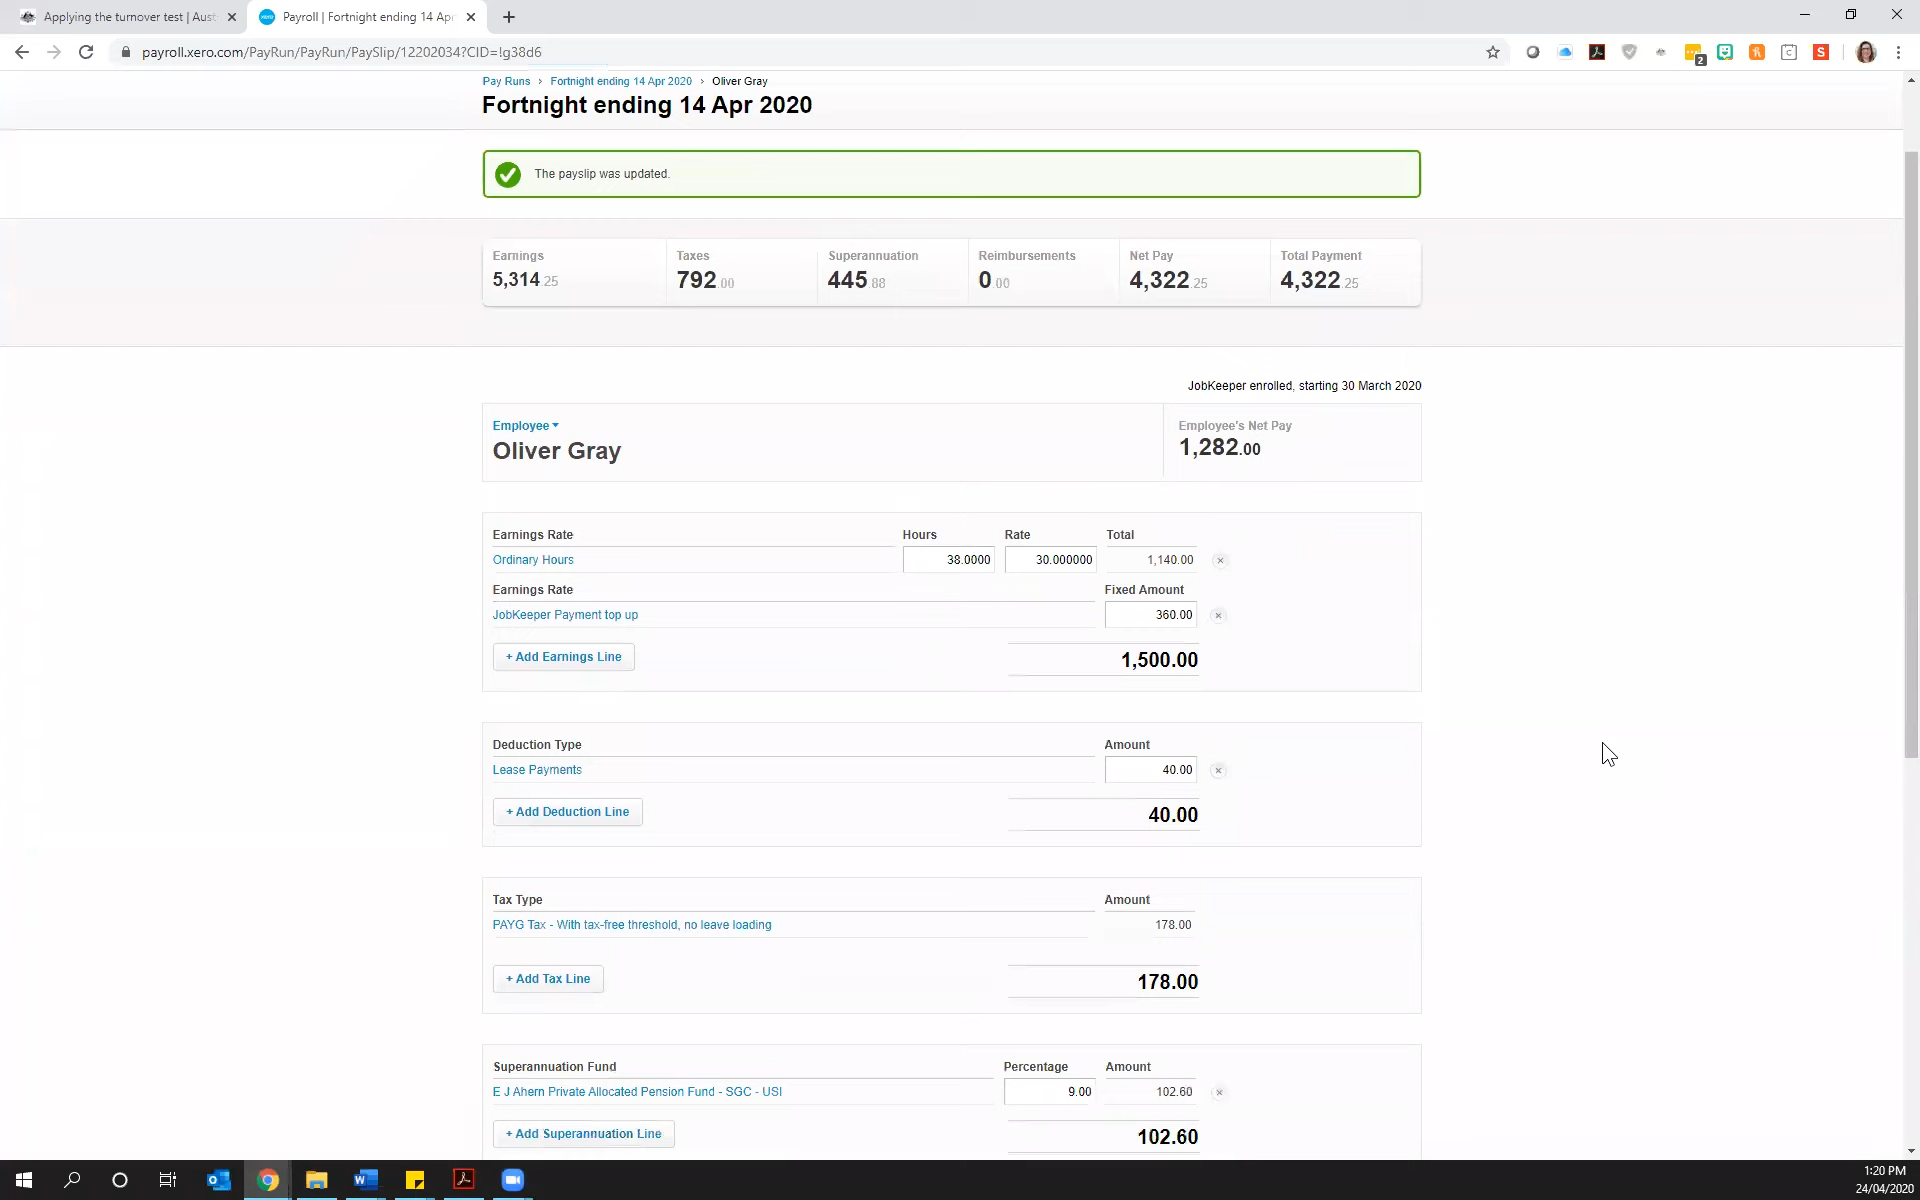 Applying the turnover test | Aust
Payroll | Fortnight ending 14 Apr
payroll.xero.com/PayRun/PayRun/PaySlip/12202034?CID=!g38d6
2
Pay Runs › Fortnight ending 14 Apr 2020 › Oliver Gray
Fortnight ending 14 Apr 2020
The payslip was updated.
Earnings Taxes Superannuation Reimbursements Net Pay Total Payment
5,314.25 792.00 445.88 0.00 4,322.25 4,322.25
JobKeeper enrolled, starting 30 March 2020
Employee Employee's Net Pay
Oliver Gray 1,282.00
Earnings Rate Hours Rate Total
Ordinary Hours 38.0000 30.000000 1,140.00
Earnings Rate Fixed Amount
JobKeeper Payment top up 360.00
+ Add Earnings Line 1,500.00
Deduction Type Amount
Lease Payments 40.00
+ Add Deduction Line 40.00
Tax Type Amount
PAYG Tax - With tax-free threshold, no leave loading 178.00
+ Add Tax Line 178.00
Superannuation Fund Percentage Amount
E J Ahern Private Allocated Pension Fund - SGC - USI 9.00 102.60
+ Add Superannuation Line 102.60
1:20 PM
24/04/2020